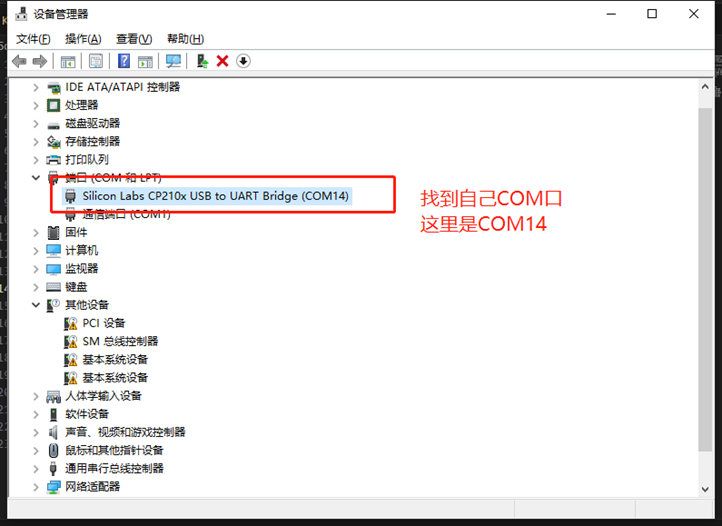 设备管理器
文件(F) 操作(A) 查看(V) 帮助(H)
IDE ATA/ATAPI 控制器
处理器
磁盘驱动器
存储控制器
打印队列
端口 (COM 和 LPT)
Silicon Labs CP210x USB to UART Bridge (COM14)
通信端口 (COM1)
找到自己COM口
这里是COM14
固件
计算机
监视器
键盘
其他设备
PCI 设备
SM 总线控制器
基本系统设备
基本系统设备
人体学输入设备
软件设备
声音、视频和游戏控制器
鼠标和其他指针设备
通用串行总线控制器
网络适配器